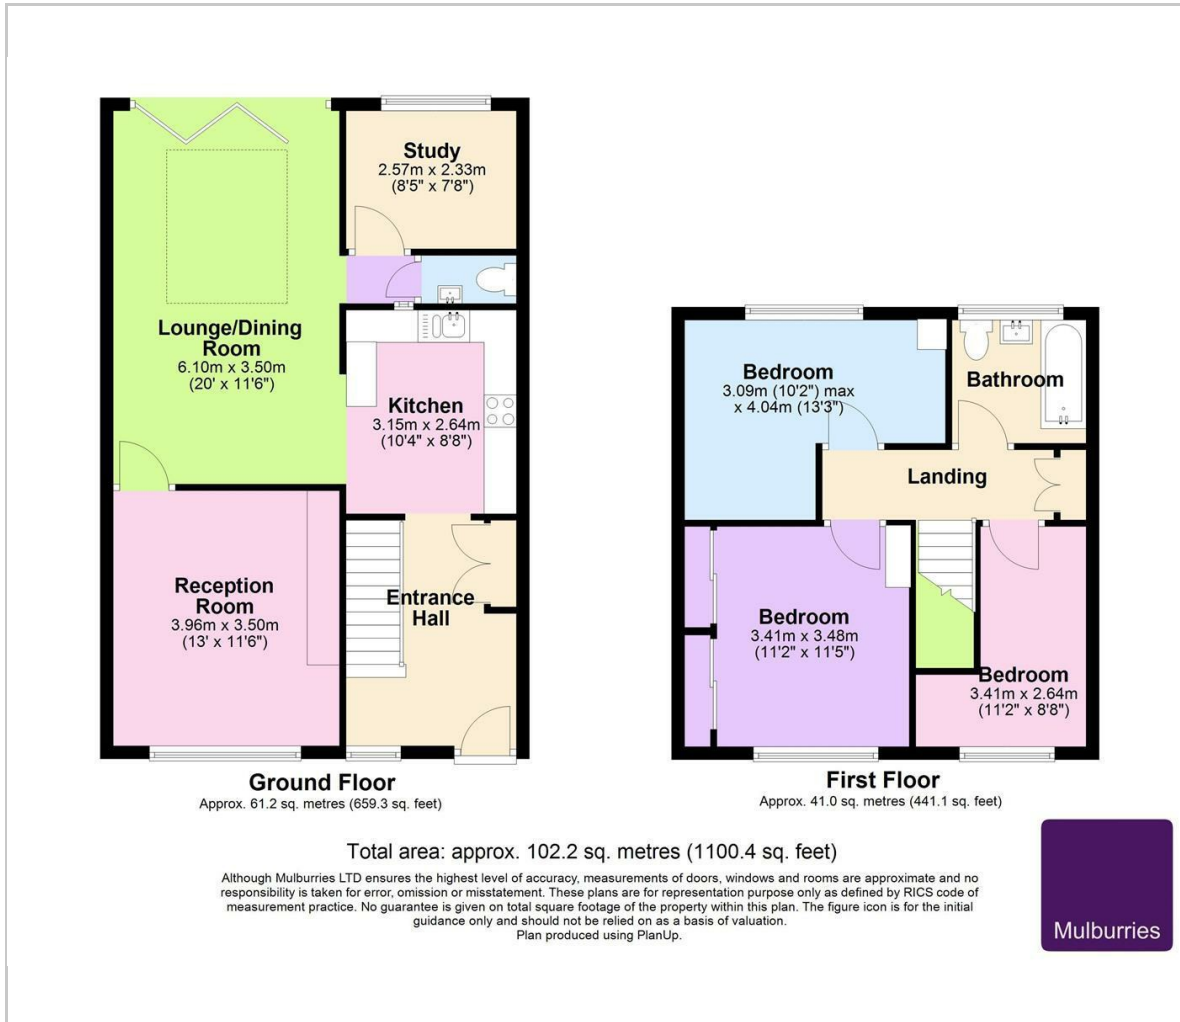 Study
2.57m x 2.33m
(8'5" x 7'8")
Lounge/Dining
Room
6.10m x 3.50m
(20' x 11'6")
Kitchen
3.15m x 2.64m
(10'4" x 8'8")
Reception
Room
3.96m x 3.50m
(13' x 11'6")
Entrance
Hall
Ground Floor
Approx. 61.2 sq. metres (659.3 sq. feet)
Bedroom
3.09m (10'2") max
x 4.04m (13'3")
Bathroom
Landing
Bedroom
3.41m x 3.48m
(11'2" x 11'5")
Bedroom
3.41m x 2.64m
(11'2" x 8'8")
First Floor
Approx. 41.0 sq. metres (441.1 sq. feet)
Total area: approx. 102.2 sq. metres (1100.4 sq. feet)
Although Mulburries LTD ensures the highest level of accuracy, measurements of doors, windows and rooms are approximate and no
responsibility is taken for error, omission or misstatement. These plans are for representation purpose only as defined by RICS code of
measurement practice. No guarantee is given on total square footage of the property within this plan. The figure icon is for the initial
guidance only and should not be relied on as a basis of valuation.
Plan produced using PlanUp.
Mulburries